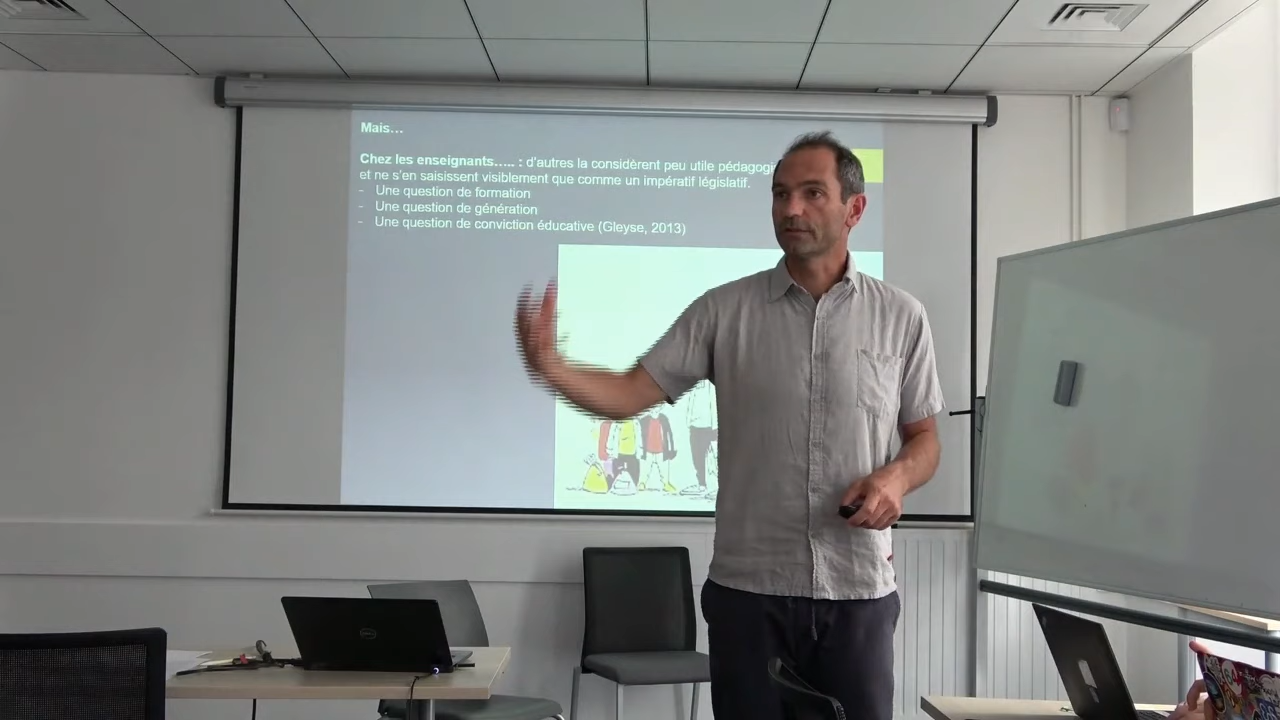 Mais…
Chez les enseignants….. : d'autres la considèrent peu utile
et ne s'en saisissent visiblement que comme un impératif législatif.
- Une question de formation
- Une question de génération
- Une question de conviction éducative (Gleyse, 2013)
DELL